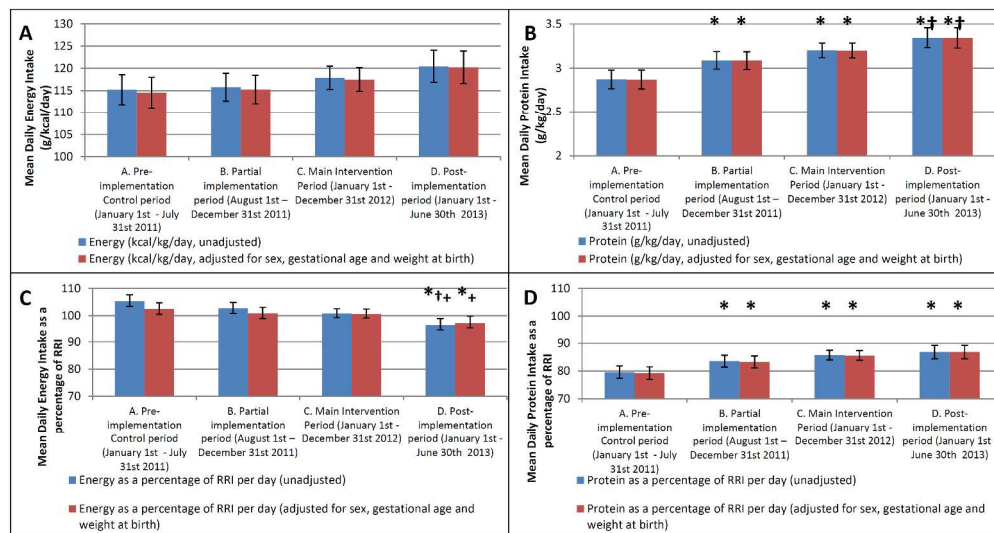 A
Mean Daily Energy Intake
(g/kcal/day)
130
125
120
115
110
105
100
A. Pre-
implementation
Control period
(January 1st - July
31st 2011)
B. Partial
implementation
period (August 1st –
December 31st 2011)
C. Main Intervention
Period (January 1st -
December 31st 2012)
D. Post-
implementation
period (January 1st -
June 30th 2013)
Energy (kcal/kg/day, unadjusted)
Energy (kcal/kg/day, adjusted for sex, gestational age and weight at birth)
B
Mean Daily Protein Intake
(g/kg/day)
3.5
3
2.5
2
* *
* *
*† *†
A. Pre-
implementation
Control period
(January 1st - July
31st 2011)
B. Partial
implementation
period (August 1st –
December 31st 2011)
C. Main Intervention
Period (January 1st -
December 31st 2012)
D. Post-
implementation
period (January 1st -
June 30th 2013)
Protein (g/kg/day, unadjusted)
Protein (g/kg/day, adjusted for sex, gestational age and weight at birth)
C
Mean Daily Energy Intake as a
percentage of RRI
110
100
90
80
70
*†+ *+
A. Pre-
implementation
Control period
(January 1st - July
31st 2011)
B. Partial
implementation
period (August 1st –
December 31st 2011)
C. Main Intervention
Period (January 1st -
December 31st 2012)
D. Post-
implementation
period (January 1st -
June 30th 2013)
Energy as a percentage of RRI per day (unadjusted)
Energy as a percentage of RRI per day (adjusted for sex, gestational age and
weight at birth)
D
Mean Daily Protein Intake as a
percentage of RRI
110
100
90
80
70
* *
* *
* *
A. Pre-
implementation
Control period
(January 1st - July
31st 2011)
B. Partial
implementation
period (August 1st –
December 31st 2011)
C. Main Intervention
Period (January 1st -
December 31st 2012)
D. Post-
implementation
period (January 1st
June 30th 2013)
Protein as a percentage of RRI per day (unadjusted)
Protein as a percentage of RRI per day (adjusted for sex, gestational age and
weight at birth)